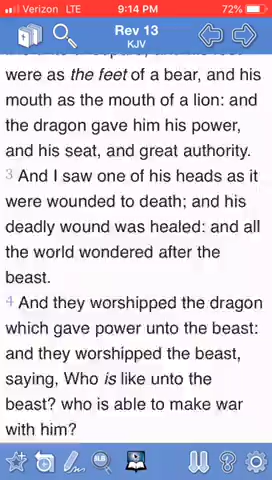 Verizon LTE 9:14 PM 72%
Rev 13
KJV
were as the feet of a bear, and his
mouth as the mouth of a lion: and
the dragon gave him his power,
and his seat, and great authority.
3 And I saw one of his heads as it
were wounded to death; and his
deadly wound was healed: and all
the world wondered after the
beast.
4 And they worshipped the dragon
which gave power unto the beast:
and they worshipped the beast,
saying, Who is like unto the
beast? who is able to make war
with him?
BLB